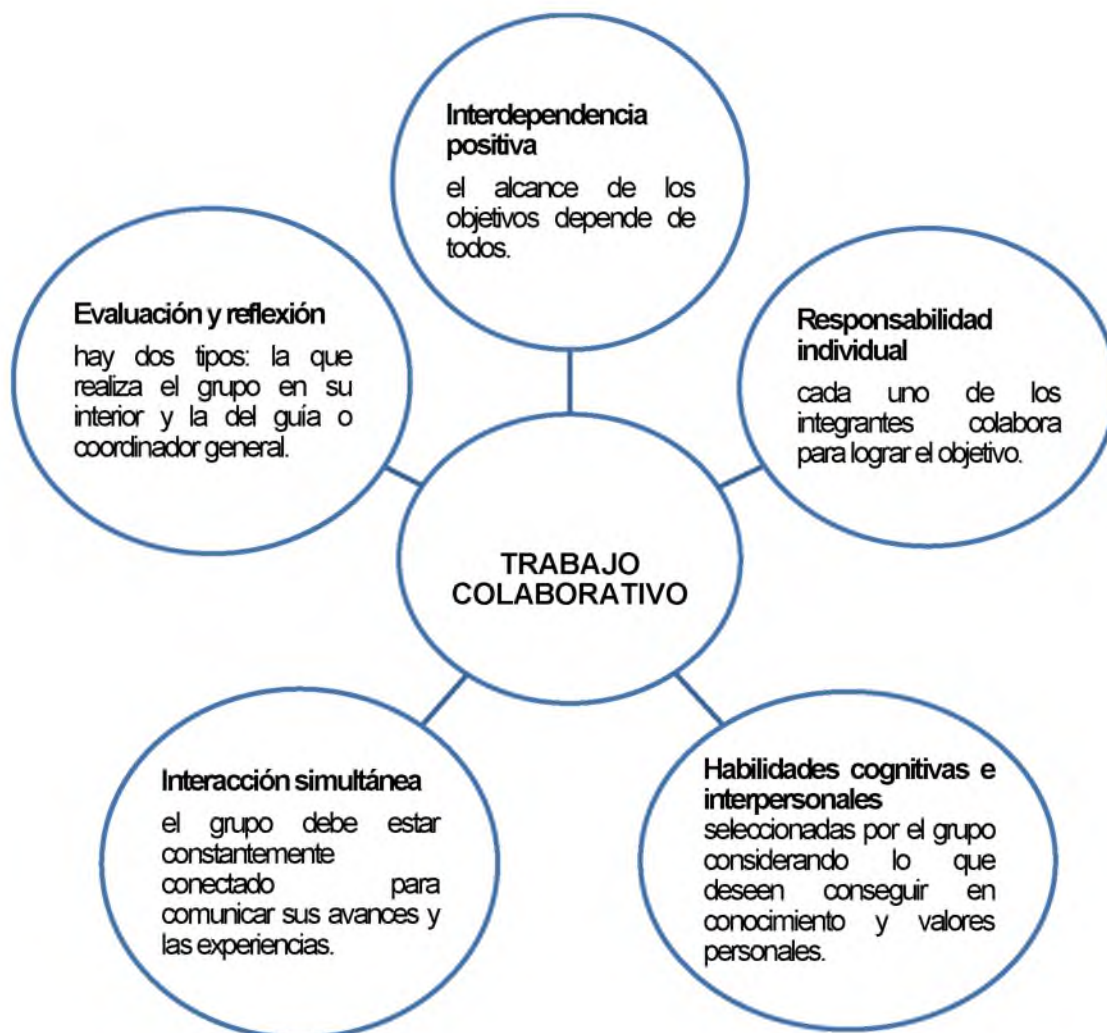 Interdependencia
positiva
el alcance de los
objetivos depende de
todos.
Evaluación y reflexión
hay dos tipos: la que
realiza el grupo en su
interior y la del guía o
coordinador general.
Responsabilidad
individual
cada uno de los
integrantes colabora
para lograr el objetivo.
TRABAJO
COLABORATIVO
Interacción simultánea
el grupo debe estar
constantemente
conectado para
comunicar sus avances y
las experiencias.
Habilidades cognitivas e
interpersonales
seleccionadas por el grupo
considerando lo que
deseen conseguir en
conocimiento y valores
personales.